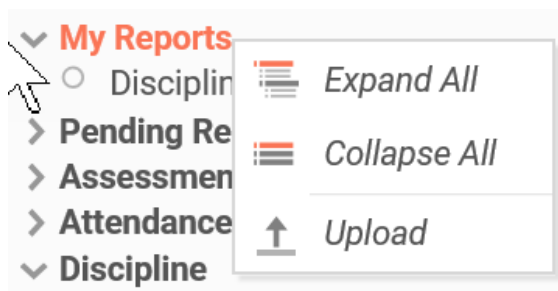 My Reports
Disciplin
Pending Re
Assessmen
Attendance
Discipline
Expand All
Collapse All
Upload